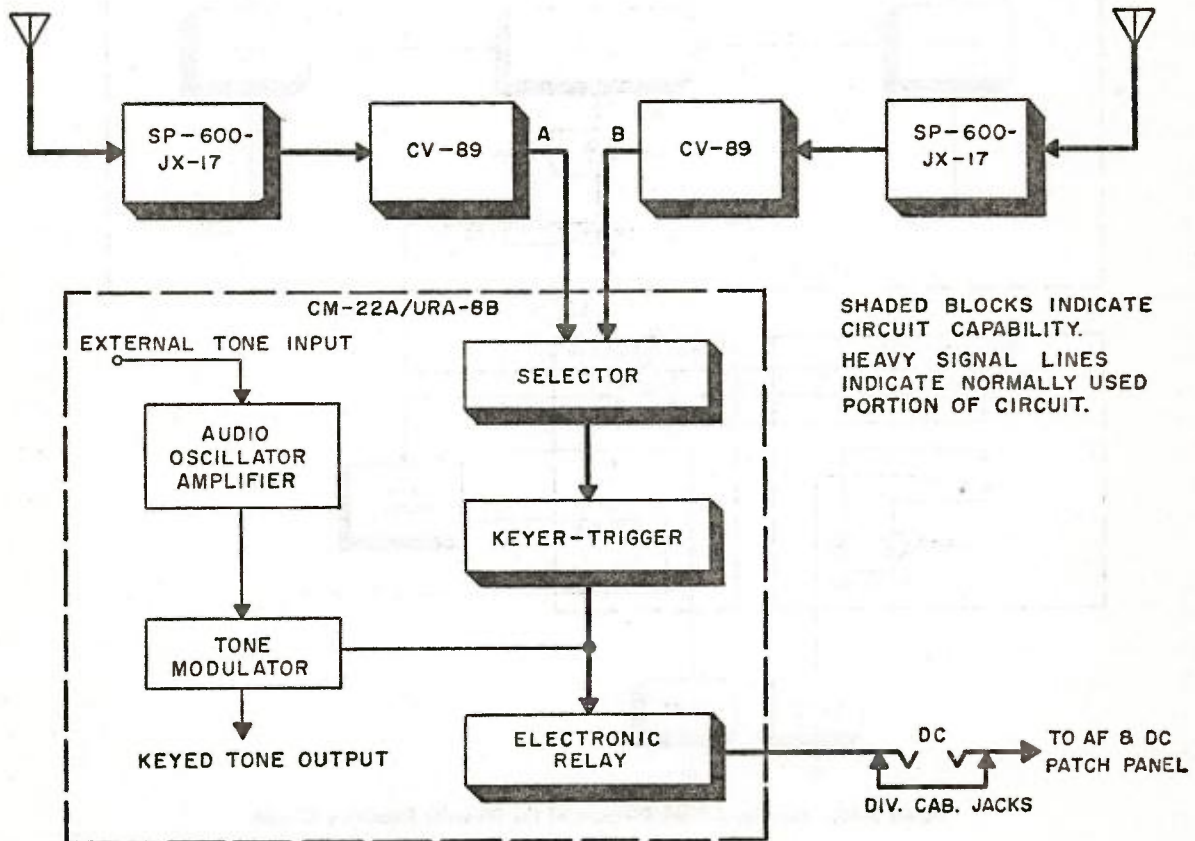 SP-600-
JX-17
CV-89
A
B
CV-89
SP-600-
JX-17
CM-22A/URA-8B
EXTERNAL TONE INPUT
SELECTOR
SHADED BLOCKS INDICATE
CIRCUIT CAPABILITY.
HEAVY SIGNAL LINES
INDICATE NORMALLY USED
PORTION OF CIRCUIT.
AUDIO
OSCILLATOR
AMPLIFIER
KEYER-TRIGGER
TONE
MODULATOR
KEYED TONE OUTPUT
ELECTRONIC
RELAY
DC
TO AF & DC
PATCH PANEL
DIV. CAB. JACKS